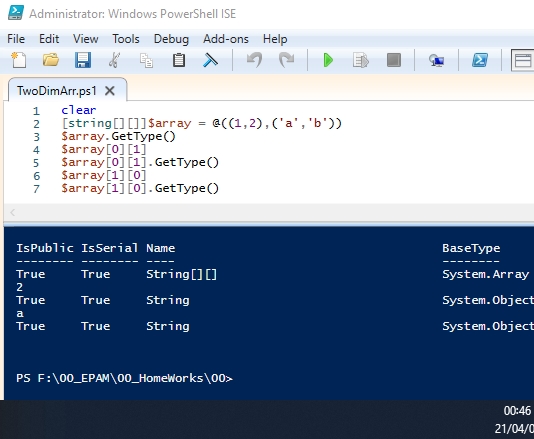 Administrator: Windows PowerShell ISE
File Edit View Tools Debug Add-ons Help
TwoDimArr.ps1
1 clear
2 [string[][]]$array = @((1,2),('a','b'))
3 $array.GetType()
4 $array[0][1]
5 $array[0][1].GetType()
6 $array[1][0]
7 $array[1][0].GetType()
IsPublic IsSerial Name BaseType
-------- -------- ---- --------
True True String[][] System.Array
2
True True String System.Object
a
True True String System.Object
PS F:\00_EPAM\00_HomeWorks\00>
00:46
21/04/0